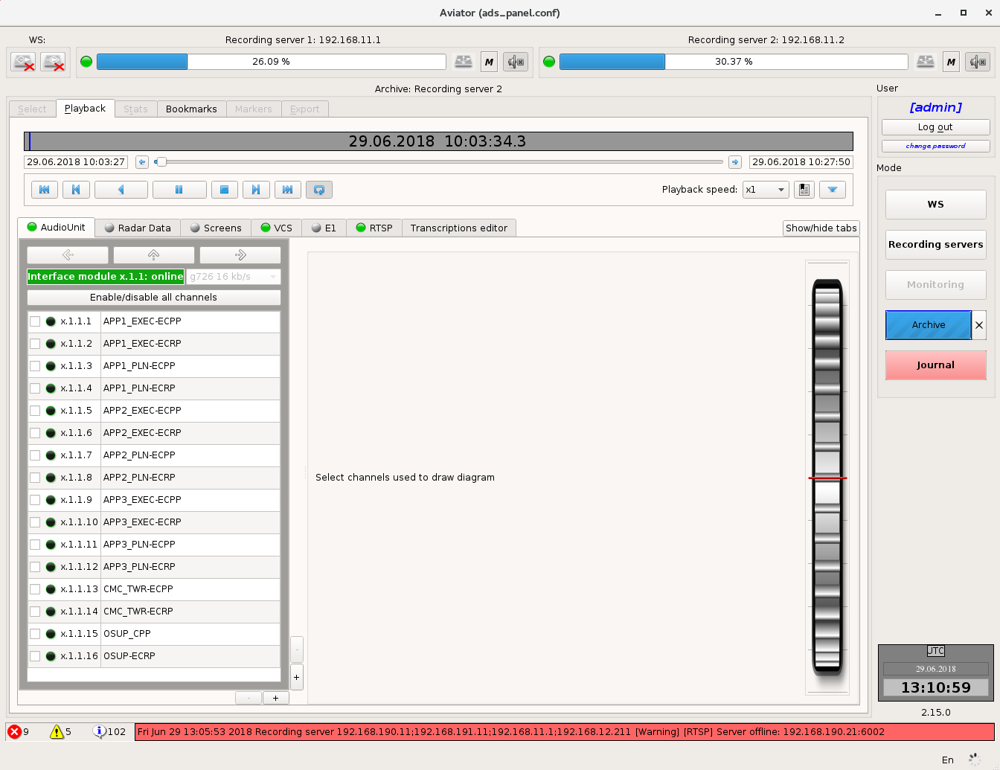 Aviator (ads_panel.conf)
WS:
Recording server 1: 192.168.11.1
Recording server 2: 192.168.11.2
26.09 %
M
30.37 %
M
Archive: Recording server 2
User
Select
Playback
Stats
Bookmarks
Markers
Export
[admin]
Log out
change password
29.06.2018 10:03:34.3
29.06.2018 10:03:27
29.06.2018 10:27:50
Mode
Playback speed:
x1
WS
Recording servers
Monitoring
Archive
Journal
AudioUnit
Radar Data
Screens
VCS
E1
RTSP
Transcriptions editor
Show/hide tabs
Interface module x.1.1: online
g726 16 kb/s
Enable/disable all channels
x.1.1.1 APP1_EXEC-ECPP
x.1.1.2 APP1_EXEC-ECRP
x.1.1.3 APP1_PLN-ECPP
x.1.1.4 APP1_PLN-ECRP
x.1.1.5 APP2_EXEC-ECPP
x.1.1.6 APP2_EXEC-ECRP
x.1.1.7 APP2_PLN-ECPP
x.1.1.8 APP2_PLN-ECRP
x.1.1.9 APP3_EXEC-ECPP
x.1.1.10 APP3_EXEC-ECRP
x.1.1.11 APP3_PLN-ECPP
x.1.1.12 APP3_PLN-ECRP
x.1.1.13 CMC_TWR-ECPP
x.1.1.14 CMC_TWR-ECRP
x.1.1.15 OSUP_CPP
x.1.1.16 OSUP-ECRP
Select channels used to draw diagram
-
+
-
+
UTC
29.06.2018
13:10:59
2.15.0
9
5
102
Fri Jun 29 13:05:53 2018 Recording server 192.168.190.11;192.168.191.11;192.168.11.1;192.168.12.211 [Warning] [RTSP] Server offline: 192.168.190.21:6002
En